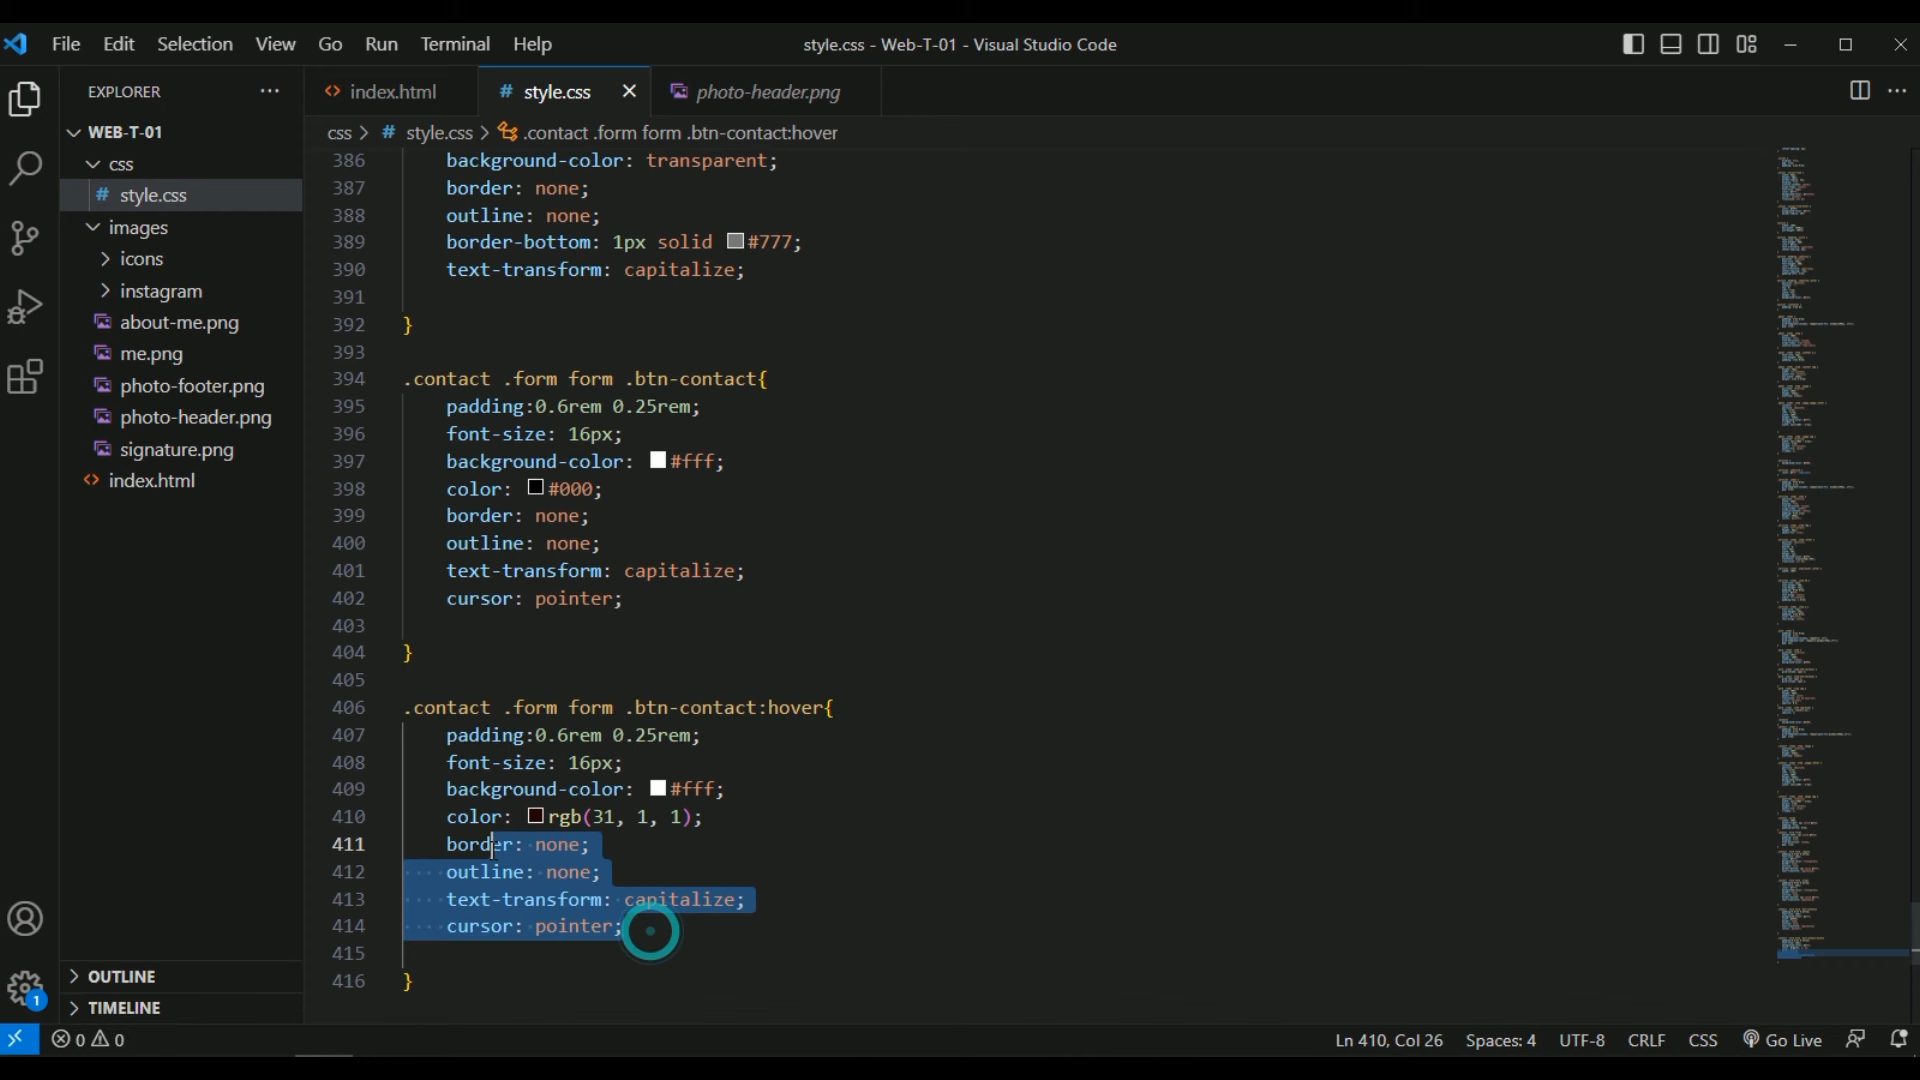 File Edit Selection View Go Run Terminal Help
style.css - Web-T-01 - Visual Studio Code
EXPLORER
index.html
# style.css
photo-header.png
WEB-T-01
css
# style.css
images
icons
instagram
about-me.png
me.png
photo-footer.png
photo-header.png
signature.png
index.html
OUTLINE
TIMELINE
1
css > # style.css > .contact .form form .btn-contact:hover
386 background-color: transparent;
387 border: none;
388 outline: none;
389 border-bottom: 1px solid #777;
390 text-transform: capitalize;
391
392 }
393
394 .contact .form form .btn-contact{
395 padding:0.6rem 0.25rem;
396 font-size: 16px;
397 background-color: #fff;
398 color: #000;
399 border: none;
400 outline: none;
401 text-transform: capitalize;
402 cursor: pointer;
403
404 }
405
406 .contact .form form .btn-contact:hover{
407 padding:0.6rem 0.25rem;
408 font-size: 16px;
409 background-color: #fff;
410 color: rgb(31, 1, 1);
411 border: none;
412 outline: none;
413 text-transform: capitalize;
414 cursor: pointer;
415
416 }
0 0
Ln 410, Col 26 Spaces: 4 UTF-8 CRLF CSS Go Live